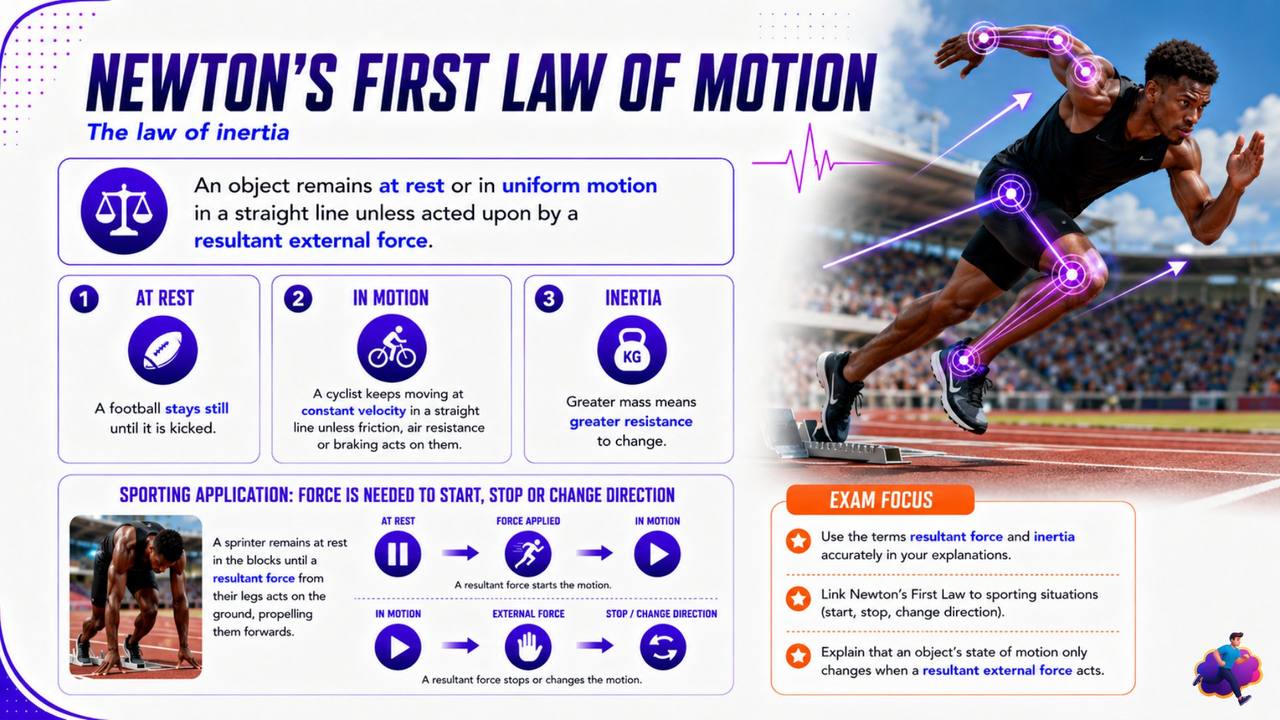 NEWTON'S FIRST LAW OF MOTION
The law of inertia
An object remains at rest or in uniform motion
in a straight line unless acted upon by a
resultant external force.
1 AT REST
A football stays still
until it is kicked.
2 IN MOTION
A cyclist keeps moving at
constant velocity in a straight
line unless friction, air resistance
or braking acts on them.
3 INERTIA
KG
Greater mass means
greater resistance
to change.
SPORTING APPLICATION: FORCE IS NEEDED TO START, STOP OR CHANGE DIRECTION
A sprinter remains at rest
in the blocks until a
resultant force from
their legs acts on the
ground, propelling
them forwards.
AT REST FORCE APPLIED IN MOTION
A resultant force starts the motion.
IN MOTION EXTERNAL FORCE STOP / CHANGE DIRECTION
A resultant force stops or changes the motion.
EXAM FOCUS
Use the terms resultant force and inertia
accurately in your explanations.
Link Newton's First Law to sporting situations
(start, stop, change direction).
Explain that an object's state of motion only
changes when a resultant external force acts.